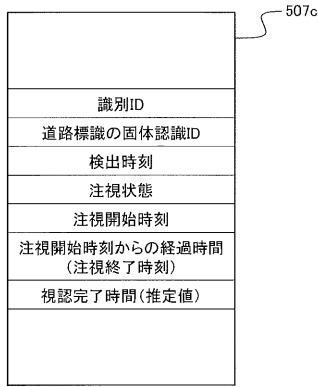 507c
識別ID
道路標識の固体認識ID
検出時刻
注視状態
注視開始時刻
注視開始時刻からの経過時間
(注視終了時刻)
視認完了時間(推定値)